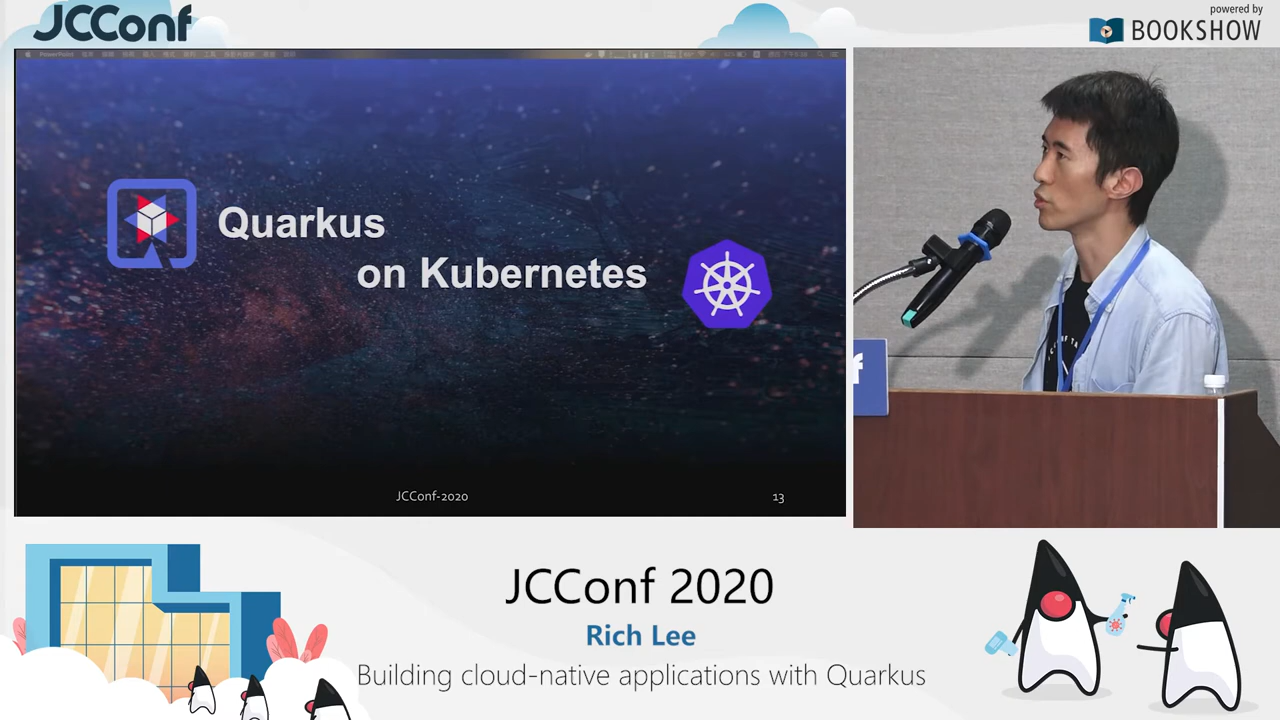 JCConf
powered by
BOOKSHOW
PowerPoint
Quarkus
on Kubernetes
JCConf-2020
13
f
JCConf 2020
Rich Lee
Building cloud-native applications with Quarkus